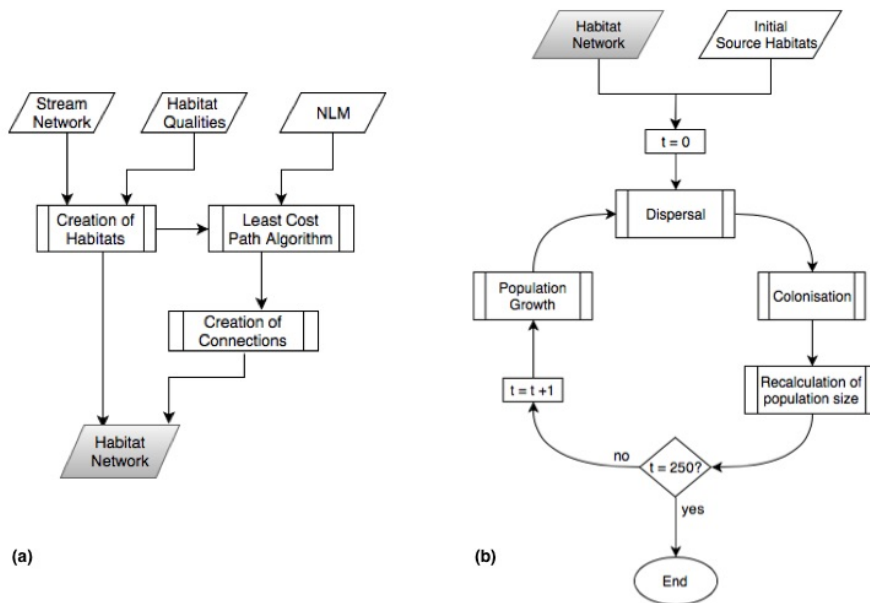 Stream
Network
Habitat
Qualities
NLM
Creation of
Habitats
Least Cost
Path Algorithm
Creation of
Connections
Habitat
Network
(a)
Habitat
Network
Initial
Source Habitats
t = 0
Dispersal
Population
Growth
Colonisation
t = t +1
Recalculation of
population size
no
t = 250?
yes
End
(b)